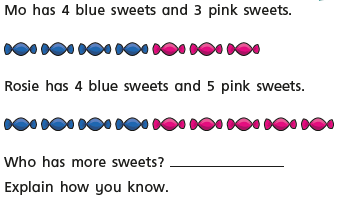 Mo has 4 blue sweets and 3 pink sweets.
Rosie has 4 blue sweets and 5 pink sweets.
Who has more sweets? ______________
Explain how you know.